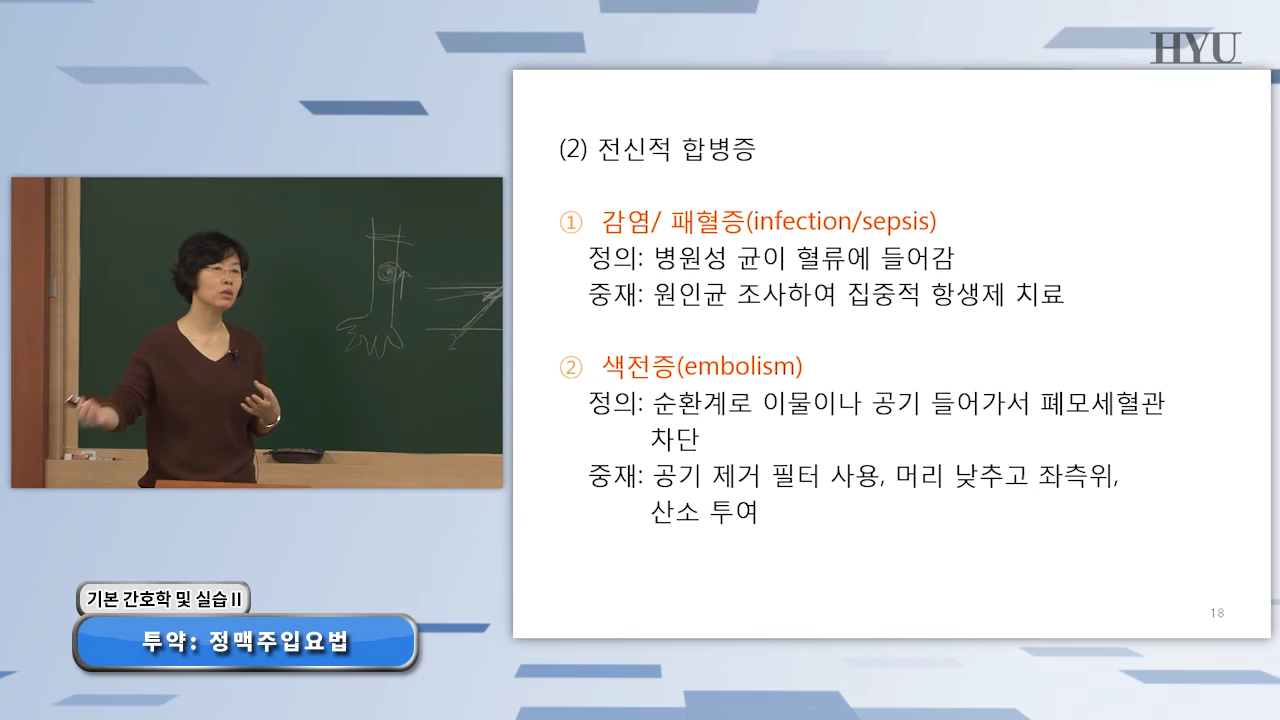 HYU
(2) 전신적 합병증
① 감염/ 패혈증(infection/sepsis)
정의: 병원성 균이 혈류에 들어감
중재: 원인균 조사하여 집중적 항생제 치료
② 색전증(embolism)
정의: 순환계로 이물이나 공기 들어가서 폐모세혈관
차단
중재: 공기 제거 필터 사용, 머리 낮추고 좌측위,
산소 투여
18
기본 간호학 및 실습 II
투약: 정맥주입요법